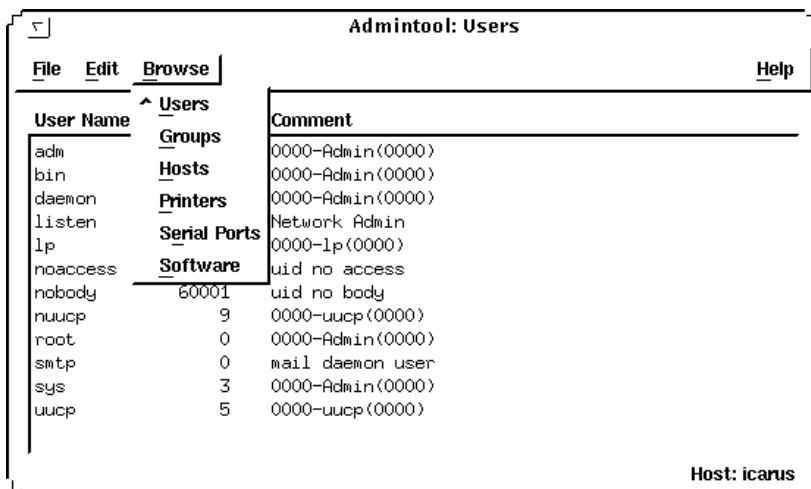 Admintool: Users
File Edit Browse Help
Users
Groups
Hosts
Printers
Serial Ports
Software
User Name Comment
adm 0000-Admin(0000)
bin 0000-Admin(0000)
daemon 0000-Admin(0000)
listen Network Admin
lp 0000-lp(0000)
noaccess uid no access
nobody 60001 uid no body
nuucp 9 0000-uucp(0000)
root 0 0000-Admin(0000)
smtp 0 mail daemon user
sys 3 0000-Admin(0000)
uucp 5 0000-uucp(0000)
Host: icarus